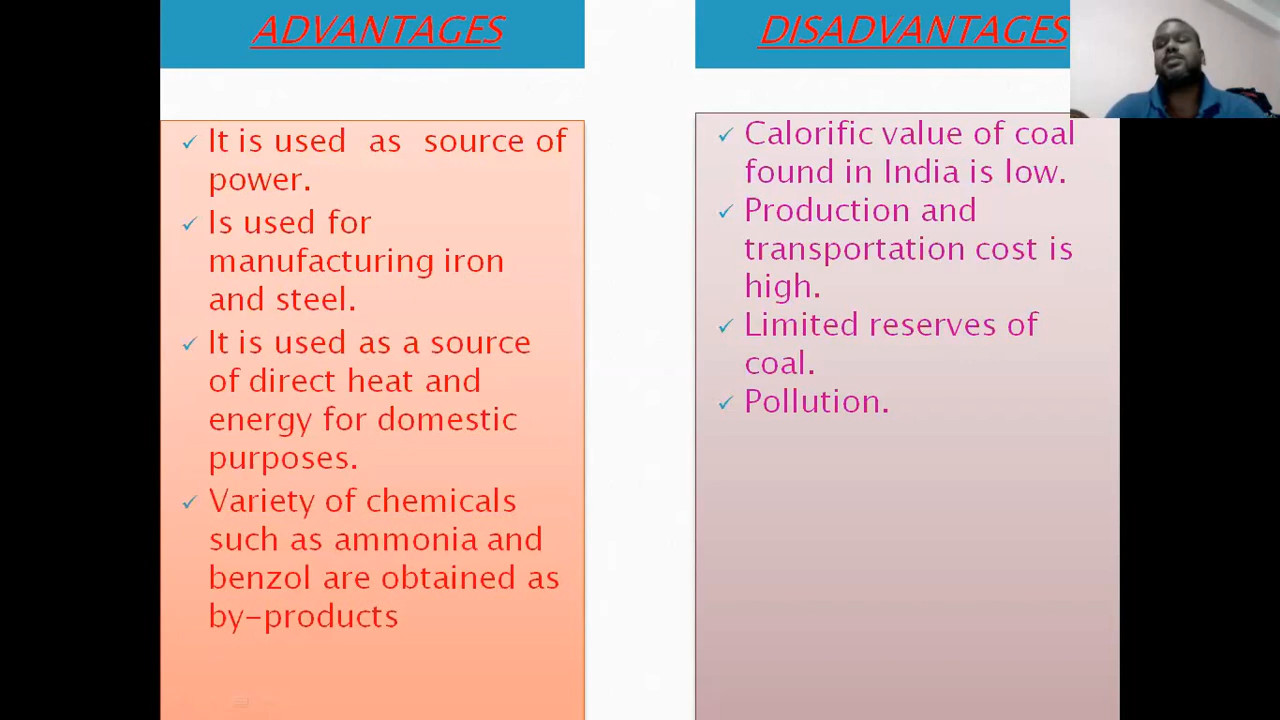 ADVANTAGES
It is used as source of
power.
Is used for
manufacturing iron
and steel.
It is used as a source
of direct heat and
energy for domestic
purposes.
Variety of chemicals
such as ammonia and
benzol are obtained as
by-products
DISADVANTAGES
Calorific value of coal
found in India is low.
Production and
transportation cost is
high.
Limited reserves of
coal.
Pollution.